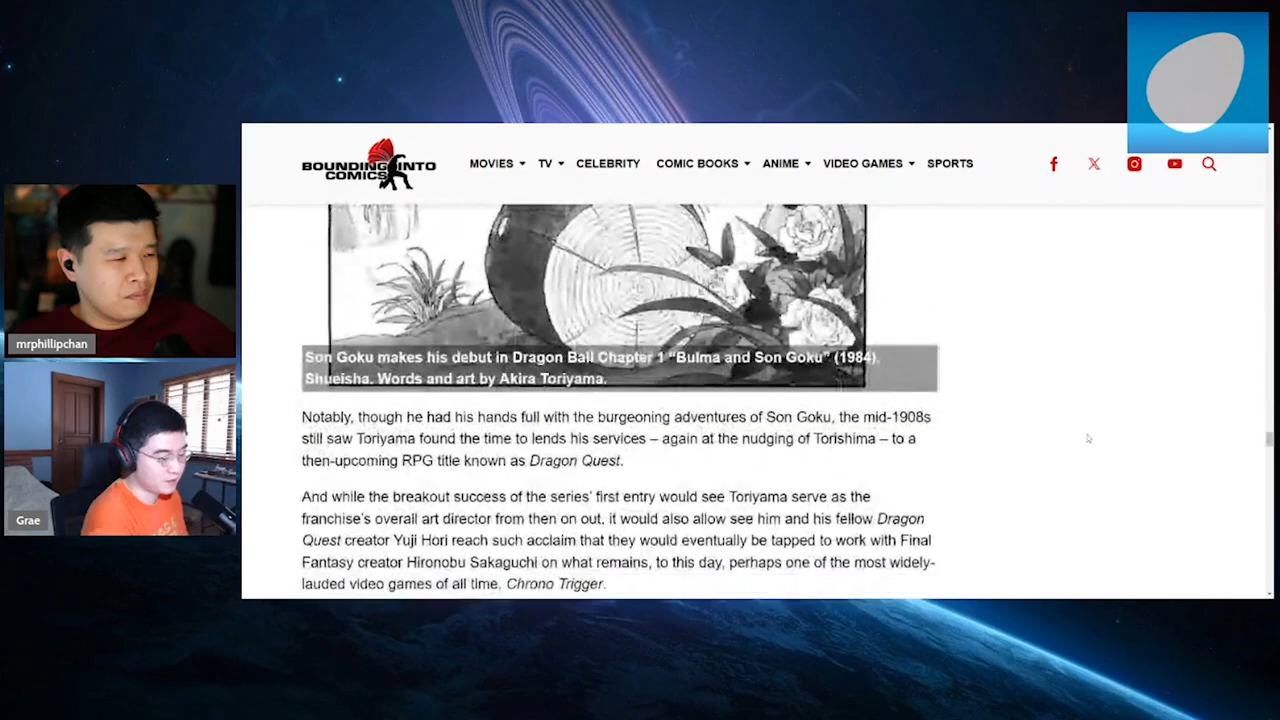 BOUNDING INTO
COMICS
MOVIES TV CELEBRITY COMIC BOOKS ANIME VIDEO GAMES SPORTS
mrphillipchan
Grae
Son Goku makes his debut in Dragon Ball Chapter 1 “Bulma and Son Goku” (1984),
Shueisha. Words and art by Akira Toriyama.
Notably, though he had his hands full with the burgeoning adventures of Son Goku, the mid-1908s
still saw Toriyama found the time to lends his services – again at the nudging of Torishima – to a
then-upcoming RPG title known as Dragon Quest.
And while the breakout success of the series’ first entry would see Toriyama serve as the
franchise’s overall art director from then on out, it would also allow see him and his fellow Dragon
Quest creator Yuji Hori reach such acclaim that they would eventually be tapped to work with Final
Fantasy creator Hironobu Sakaguchi on what remains, to this day, perhaps one of the most widely-
lauded video games of all time, Chrono Trigger.